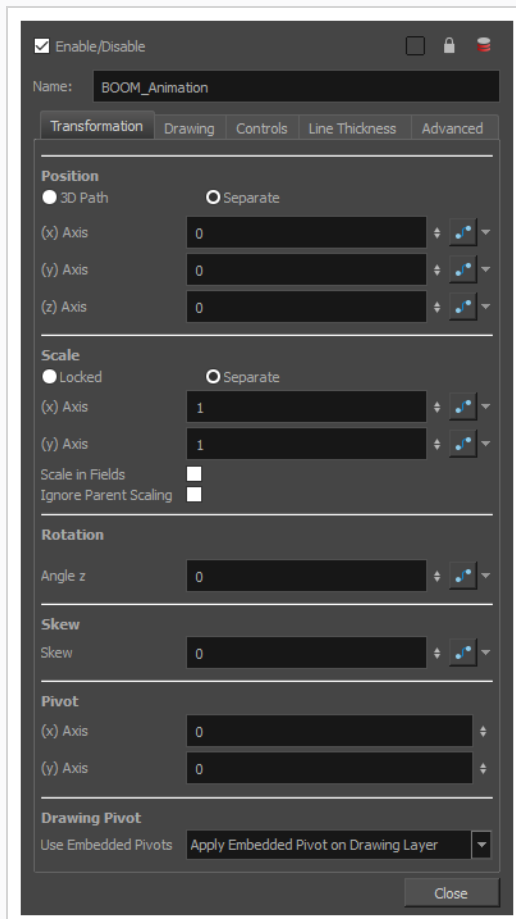 Enable/Disable
Name: BOOM_Animation
Transformation Drawing Controls Line Thickness Advanced
Position
3D Path Separate
(x) Axis 0
(y) Axis 0
(z) Axis 0
Scale
Locked Separate
(x) Axis 1
(y) Axis 1
Scale in Fields
Ignore Parent Scaling
Rotation
Angle z 0
Skew
Skew 0
Pivot
(x) Axis 0
(y) Axis 0
Drawing Pivot
Use Embedded Pivots Apply Embedded Pivot on Drawing Layer
Close